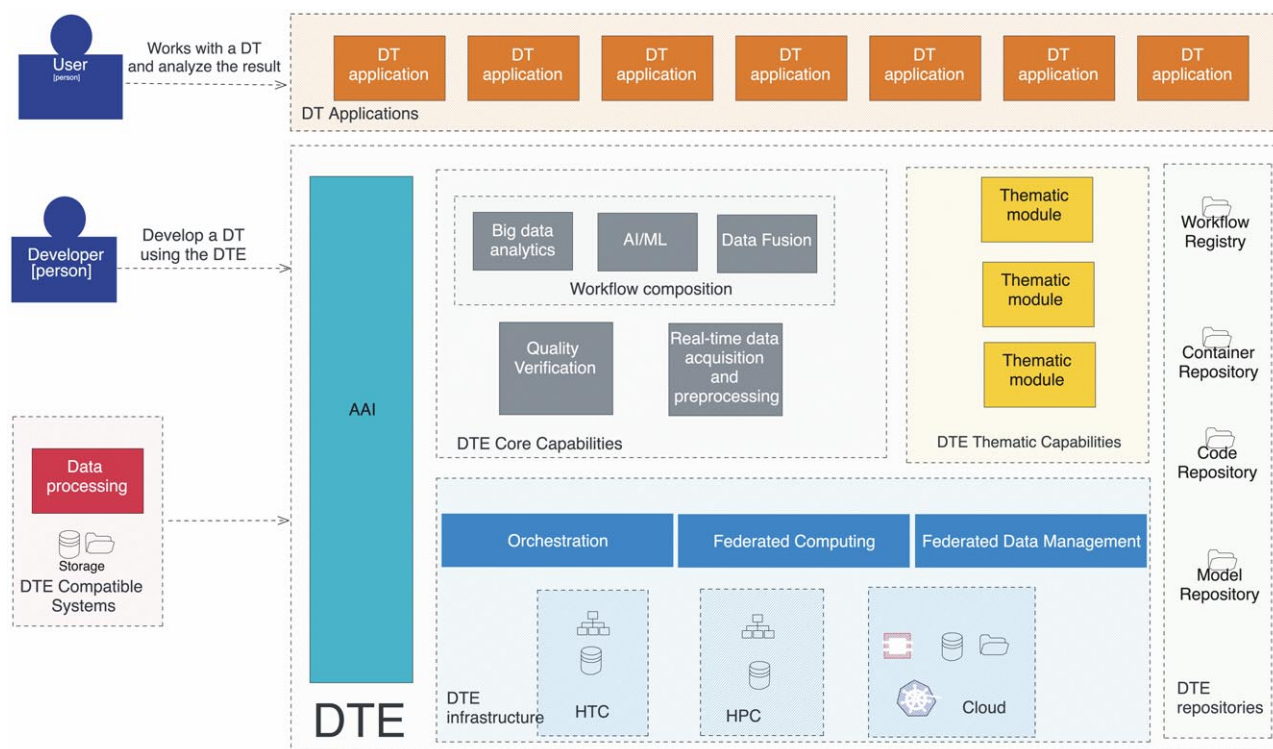 User
[person]
Works with a DT
and analyze the result
DT
application
DT
application
DT
application
DT
application
DT
application
DT
application
DT
application
DT Applications
Developer
[person]
Develop a DT
using the DTE
AAI
Big data
analytics
AI/ML
Data Fusion
Workflow composition
Quality
Verification
Real-time data
acquisition
and
preprocessing
DTE Core Capabilities
Thematic
module
Thematic
module
Thematic
module
DTE Thematic Capabilities
Workflow
Registry
Container
Repository
Code
Repository
Model
Repository
DTE
repositories
Data
processing
Storage
DTE Compatible
Systems
Orchestration
Federated Computing
Federated Data Management
DTE
infrastructure
HTC
HPC
Cloud
DTE